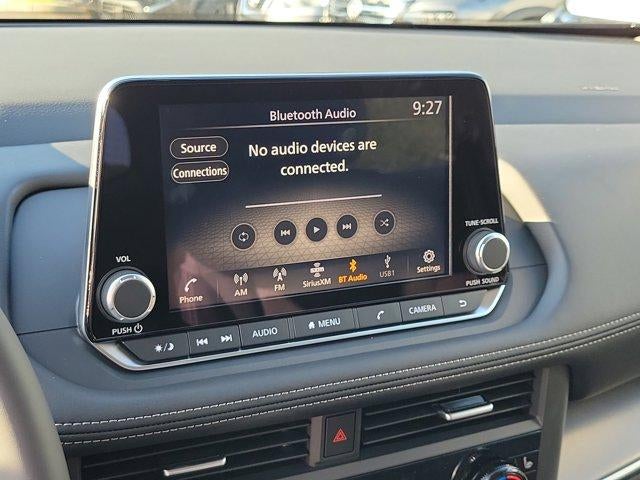 Bluetooth Audio
9:27
Source
Connections
No audio devices are
connected.
Phone
AM
FM
SiriusXM
BT Audio
USB1
Settings
VOL
PUSH
TUNE·SCROLL
PUSH SOUND
AUDIO
MENU
CAMERA